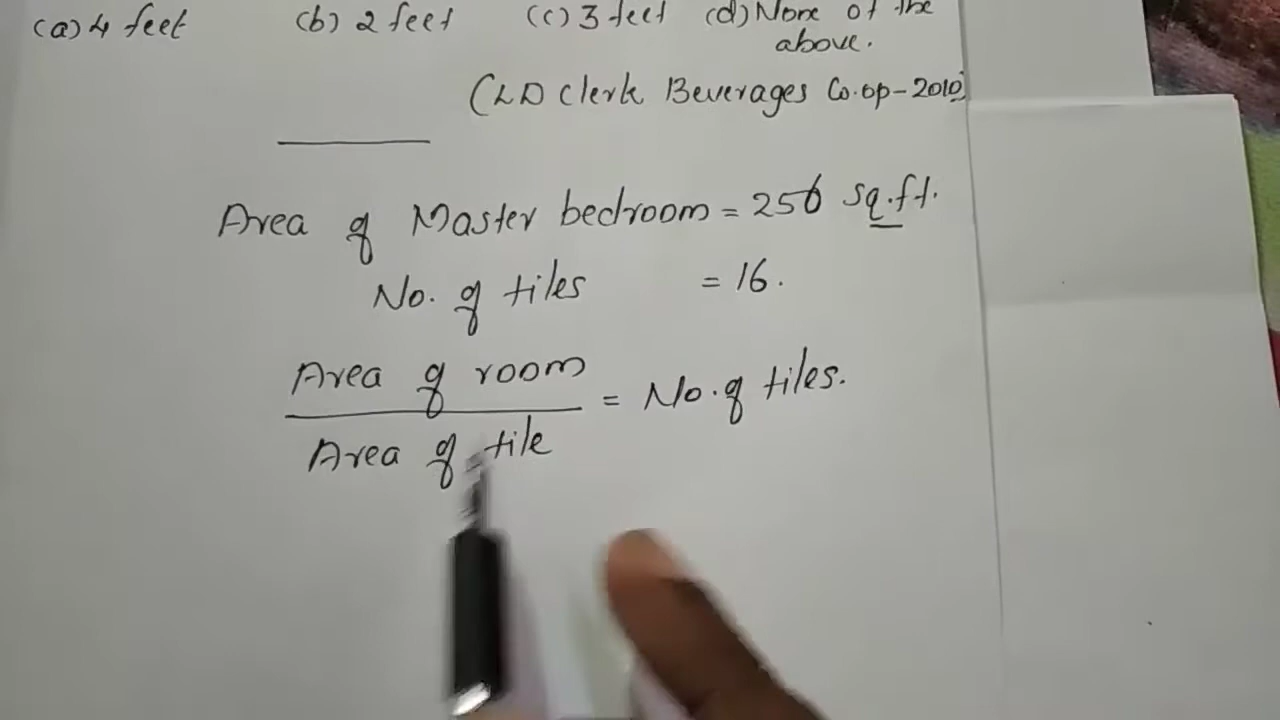 (a) 4 feet (b) 2 feet (c) 3 feet (d) None of the
above.
(LD Clerk Beverages Co.op-2010)
Area of Master bedroom = 256 sq.ft.
No. of tiles = 16.
Area of room
= No. of tiles.
Area of tile